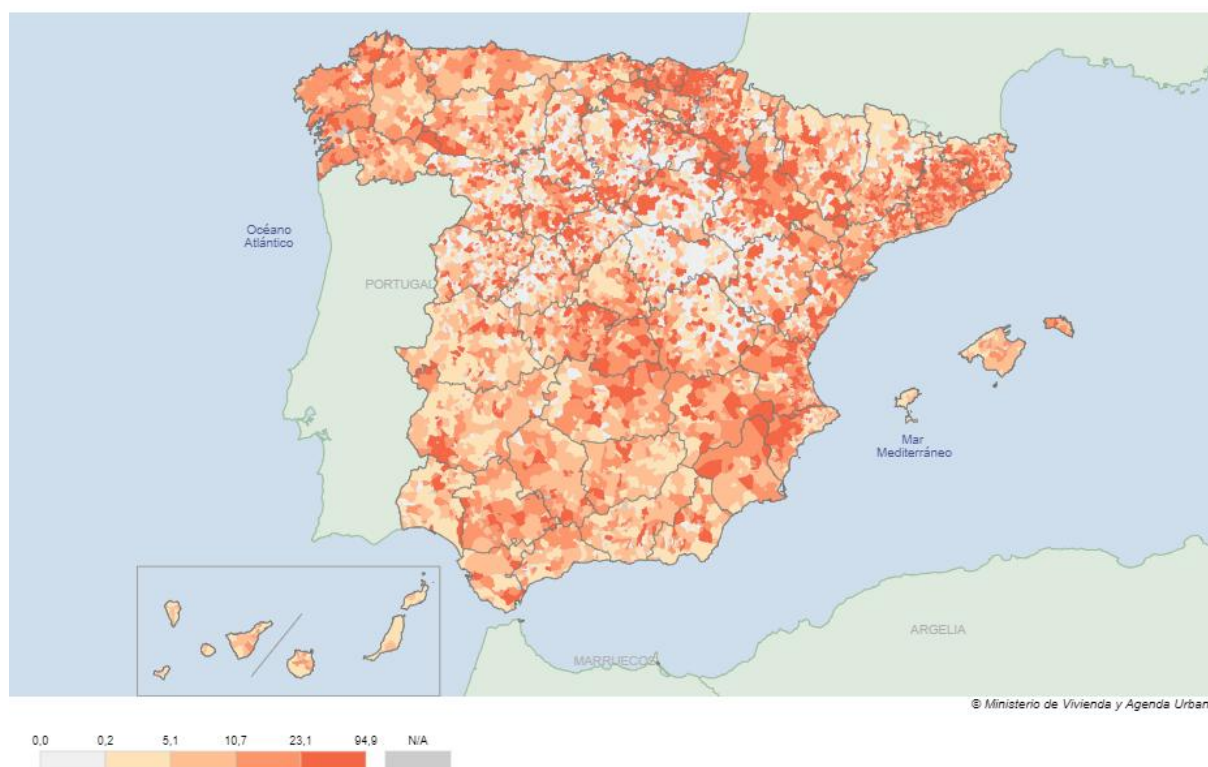 Océano
Atlántico
PORTUGAL
Mar
Mediterráneo
ARGELIA
MARRUECOS
© Ministerio de Vivienda y Agenda Urban
0,0 0,2 5,1 10,7 23,1 94,9 N/A